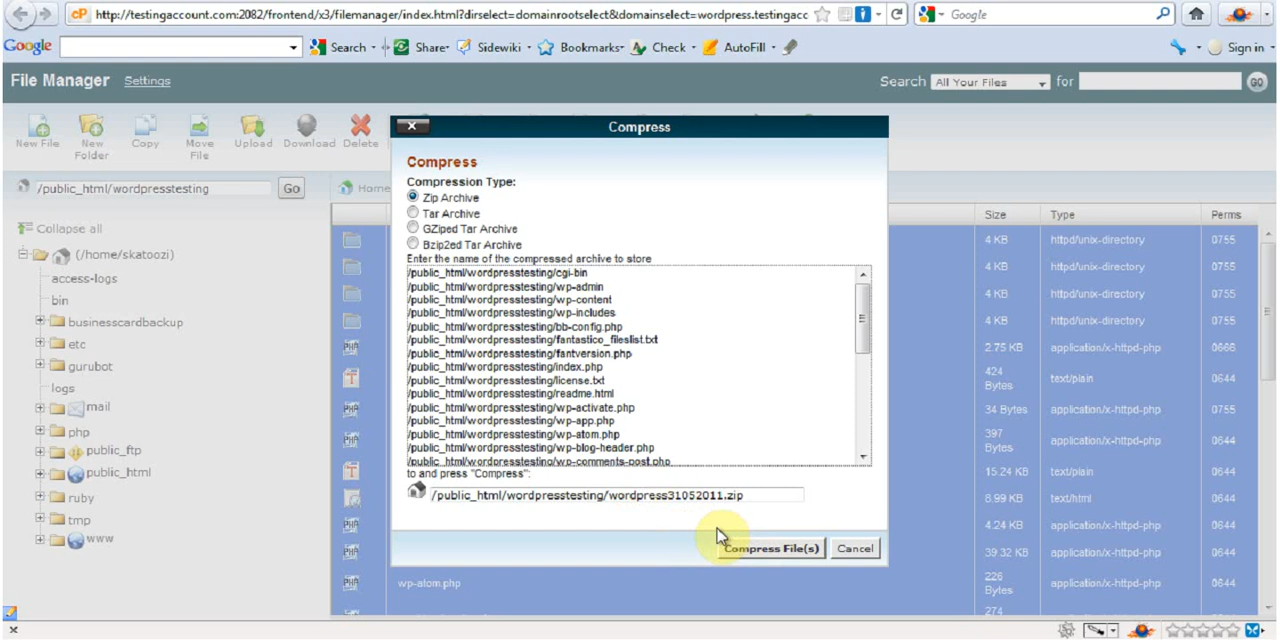 http://testingaccount.com:2082/frontend/x3/filemanager/index.html?dirselect=domainrootselect&domainselect=wordpress.testingacc
Google
Google
Search
Share
Sidewiki
Bookmarks
Check
AutoFill
Sign in
File Manager
Settings
Search
All Your Files
for
GO
New File
New Folder
Copy
Move File
Upload
Download
Delete
/public_html/wordpresstesting
Go
Home
Collapse all
(/home/skatoozi)
access-logs
bin
businesscardbackup
etc
gurubot
logs
mail
php
public_ftp
public_html
ruby
tmp
www
Compress
Compress
Compression Type:
Zip Archive
Tar Archive
GZiped Tar Archive
Bzip2ed Tar Archive
Enter the name of the compressed archive to store
/public_html/wordpresstesting/cgi-bin
/public_html/wordpresstesting/wp-admin
/public_html/wordpresstesting/wp-content
/public_html/wordpresstesting/wp-includes
/public_html/wordpresstesting/bb-config.php
/public_html/wordpresstesting/fantastico_fileslist.txt
/public_html/wordpresstesting/fantversion.php
/public_html/wordpresstesting/index.php
/public_html/wordpresstesting/license.txt
/public_html/wordpresstesting/readme.html
/public_html/wordpresstesting/wp-activate.php
/public_html/wordpresstesting/wp-app.php
/public_html/wordpresstesting/wp-atom.php
/public_html/wordpresstesting/wp-blog-header.php
/public_html/wordpresstesting/wp-comments-post.php
to and press "Compress":
/public_html/wordpresstesting/wordpress31052011.zip
Compress File(s)
Cancel
Size Type Perms
4 KB httpd/unix-directory 0755
4 KB httpd/unix-directory 0755
4 KB httpd/unix-directory 0755
4 KB httpd/unix-directory 0755
2.75 KB application/x-httpd-php 0666
424 Bytes text/plain 0644
34 Bytes application/x-httpd-php 0755
397 Bytes application/x-httpd-php 0644
15.24 KB text/plain 0644
8.99 KB text/html 0644
4.24 KB application/x-httpd-php 0644
39.32 KB application/x-httpd-php 0644
wp-atom.php 226 Bytes application/x-httpd-php 0644
274